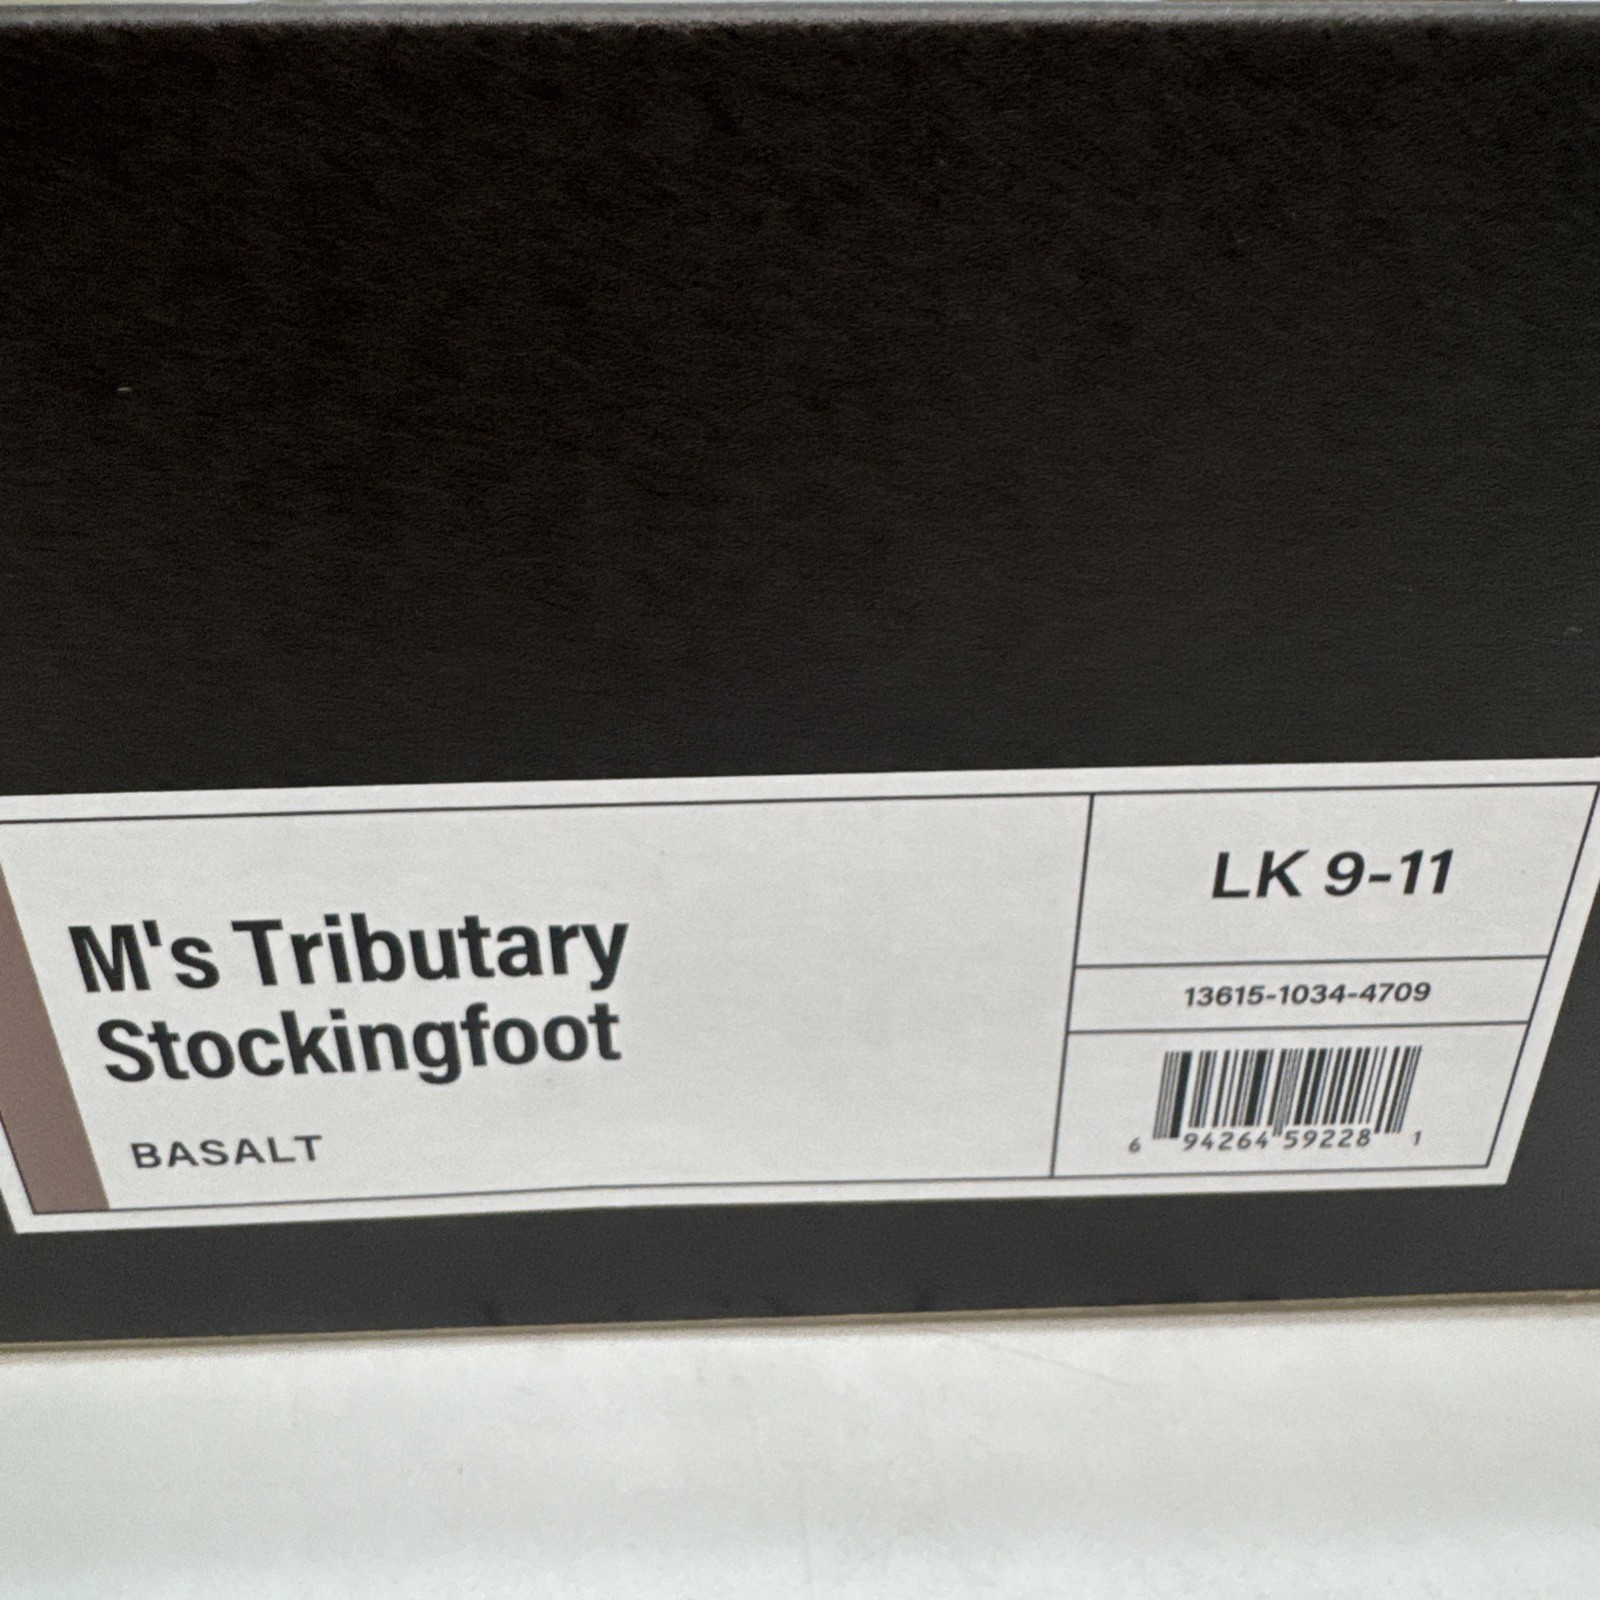 M's Tributary
Stockingfoot
BASALT
LK 9-11
13615-1034-4709
6 94264 59228 1